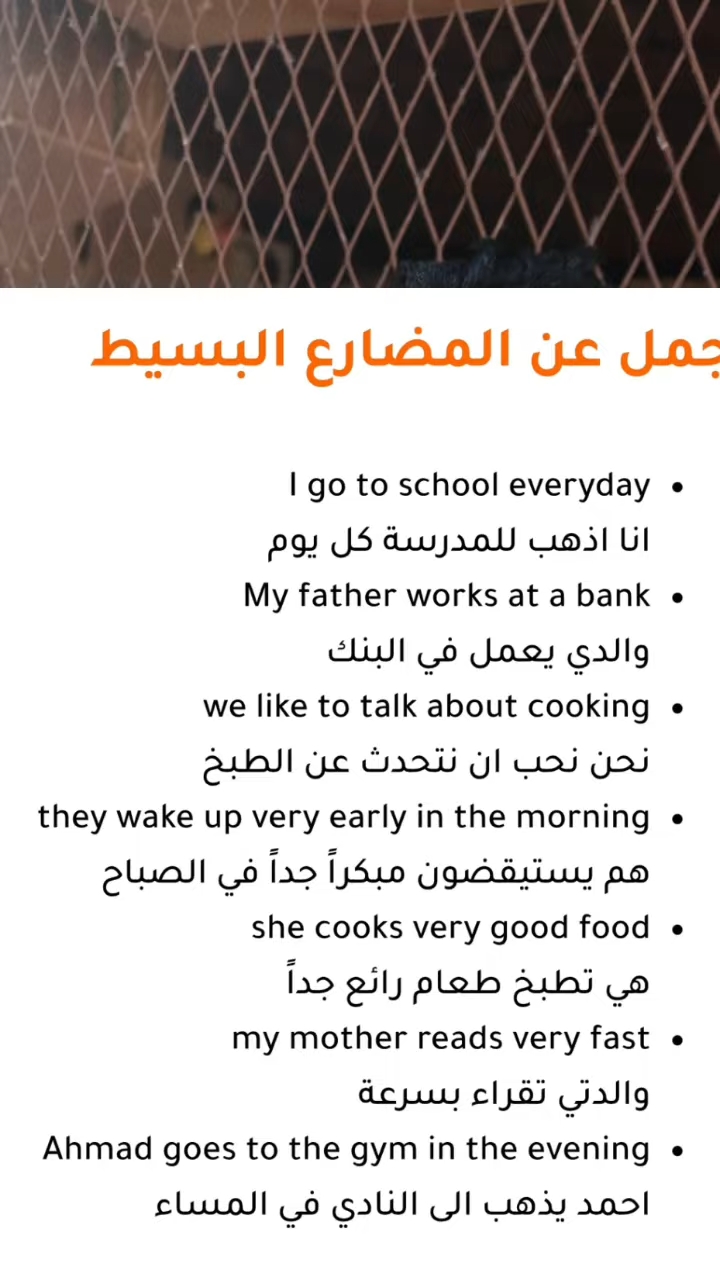 جمل عن المضارع البسيط
I go to school everyday
انا اذهب للمدرسة كل يوم
My father works at a bank
والدي يعمل في البنك
we like to talk about cooking
نحن نحب ان نتحدث عن الطبخ
they wake up very early in the morning
هم يستيقضون مبكراً جداً في الصباح
she cooks very good food
هي تطبخ طعام رائع جداً
my mother reads very fast
والدتي تقراء بسرعة
Ahmad goes to the gym in the evening
احمد يذهب الى النادي في المساء